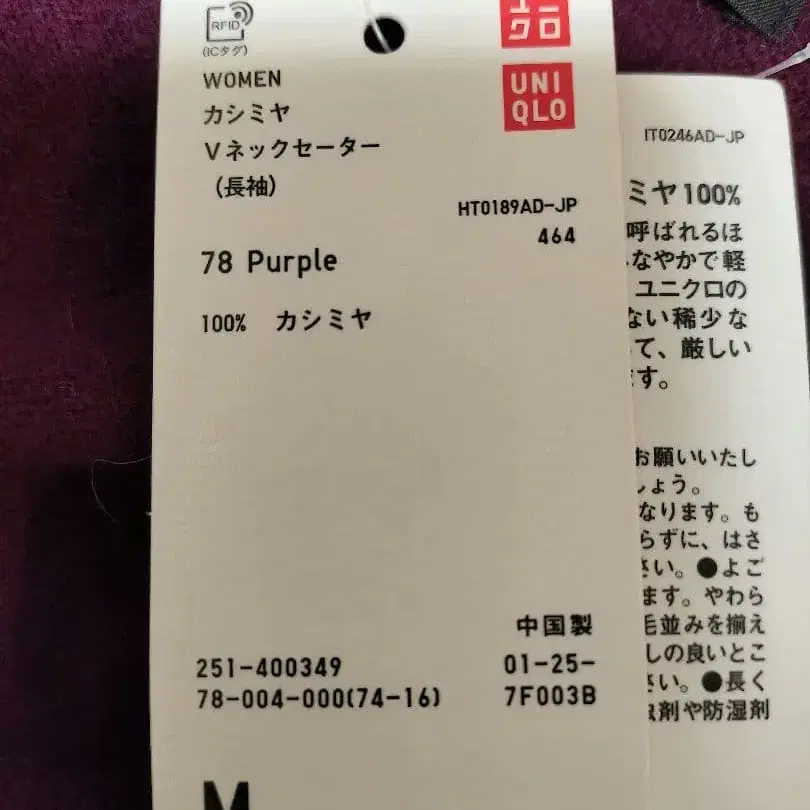 RFID
(ICタグ)
ユニ
クロ
UNI
QLO
WOMEN
カシミヤ
Vネックセーター
(長袖)
HT0189AD-JP
464
78 Purple
100% カシミヤ
中国製
251-400349 01-25-
78-004-000(74-16) 7F003B
M
IT0246AD-JP
ミヤ100%
呼ばれるほ
なやかで軽
ユニクロの
ない稀少な
て、厳しい
す。
お願いいたし
しょう。
なります。も
らずに、はさ
さい。●よご
ます。やわら
毛並みを揃え
しの良いとこ
さい。●長く
虫剤や防湿剤